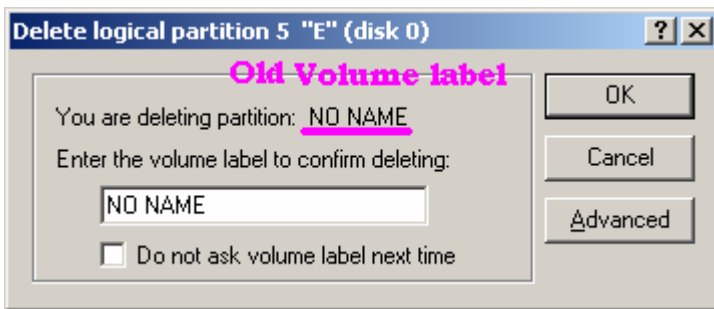 Delete logical partition 5 "E" (disk 0)
? X
Old Volume label
You are deleting partition: NO NAME
Enter the volume label to confirm deleting:
NO NAME
Do not ask volume label next time
OK
Cancel
Advanced